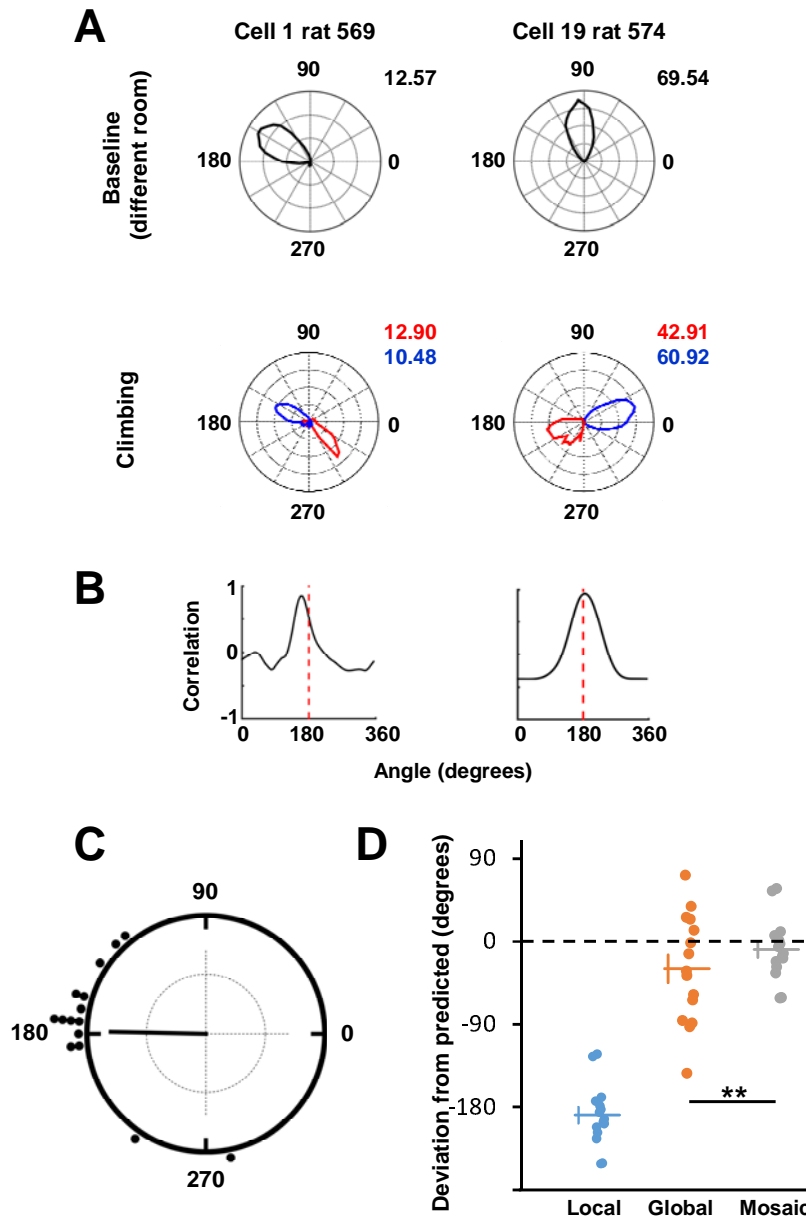 A
Cell 1 rat 569 Cell 19 rat 574
90 12.57 90 69.54
Baseline
(different room)
180 0 180 0
270 270
90 12.90 90 42.91
10.48 60.92
Climbing
180 0 180 0
270 270
B
Correlation
1
0
-1
0 180 360 0 180 360
Angle (degrees)
C
90
180 0
270
D
Deviation from predicted (degrees)
90
0
-90
-180
**
Local Global Mosaic